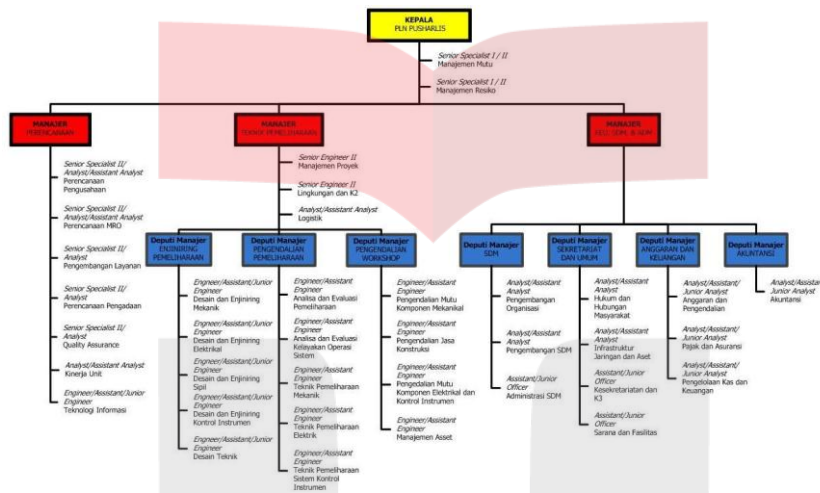 KEPALA
PLN PUSHARLIS
Senior Specialist I / II
Manajemen Mutu
Senior Specialist I / II
Manajemen Resiko
MANAJER
PERENCANAAN
Senior Specialist II/
Analyst/Assistant Analyst
Perencanaan
Pengusahaan
Senior Specialist II/
Analyst/Assistant Analyst
Perencanaan MRO
Senior Specialist II/
Analyst
Pengembangan Layanan
Senior Specialist II/
Analyst
Perencanaan Pengadaan
Senior Specialist II/
Analyst
Quality Assurance
Analyst/Assistant Analyst
Kinerja Unit
Engineer/Assistant/Junior
Engineer
Teknologi Informasi
MANAJER
TEKNIK PEMELIHARAAN
Senior Engineer II
Manajemen Proyek
Senior Engineer II
Lingkungan dan K2
Analyst/Assistant Analyst
Logistik
Deputi Manajer
ENJINIRING
PEMELIHARAAN
Engneer/Assistant/Junior
Engineer
Desain dan Enjiniring
Mekanik
Engneer/Assistant/Junior
Engineer
Desain dan Enjiniring
Elektrikal
Engneer/Assistant/Junior
Engineer
Desain dan Enjiniring
Sipil
Engneer/Assistant/Junior
Engineer
Desain dan Enjiniring
Kontrol Instrumen
Engneer/Assistant/Junior
Engineer
Desain Teknik
Deputi Manajer
PENGENDALIAN
PEMELIHARAAN
Engineer/Assistant
Engineer
Analisa dan Evaluasi
Pemeliharaan
Engineer/Assistant
Engineer
Analisa dan Evaluasi
Kelayakan Operasi
Sistem
Engineer/Assistant
Engineer
Teknik Pemeliharaan
Mekanik
Engineer/Assistant
Engineer
Teknik Pemeliharaan
Elektrik
Engineer/Assistant
Engineer
Teknik Pemeliharaan
Sistem Kontrol
Instrumen
Deputi Manajer
PENGENDALIAN
WORKSHOP
Engineer/Assistant
Engineer
Pengendalian Mutu
Komponen Mekanikal
Engineer/Assistant
Engineer
Pengendalian Jasa
Konstruksi
Engineer/Assistant
Engineer
Pengedalian Mutu
Komponen Elektrikal dan
Kontrol Instrumen
Engineer/Assistant
Engineer
Manajemen Asset
MANAJER
KEU, SDM, & ADM
Deputi Manajer
SDM
Analyst/Assistant
Analyst
Pengembangan
Organisasi
Analyst/Assistant
Analyst
Pengembangan SDM
Assistant/Junior
Officer
Administrasi SDM
Deputi Manajer
SEKRETARIAT
DAN UMUM
Analyst/Assistant
Analyst
Hukum dan
Hubungan
Masyarakat
Analyst/Assistant
Analyst
Infrastruktur
Jaringan dan Aset
Assistant/Junior
Officer
Kesekretariatan dan
K3
Assistant/Junior
Officer
Sarana dan Fasilitas
Deputi Manajer
ANGGARAN DAN
KEUANGAN
Analyst/Assistant/
Junior Analyst
Anggaran dan
Pengendalian
Analyst/Assistant/
Junior Analyst
Pajak dan Asuransi
Analyst/Assistant/
Junior Analyst
Pengelolaan Kas dan
Keuangan
Deputi Manajer
AKUNTANSI
Analyst/Assistan
Junior Analyst
Akuntansi